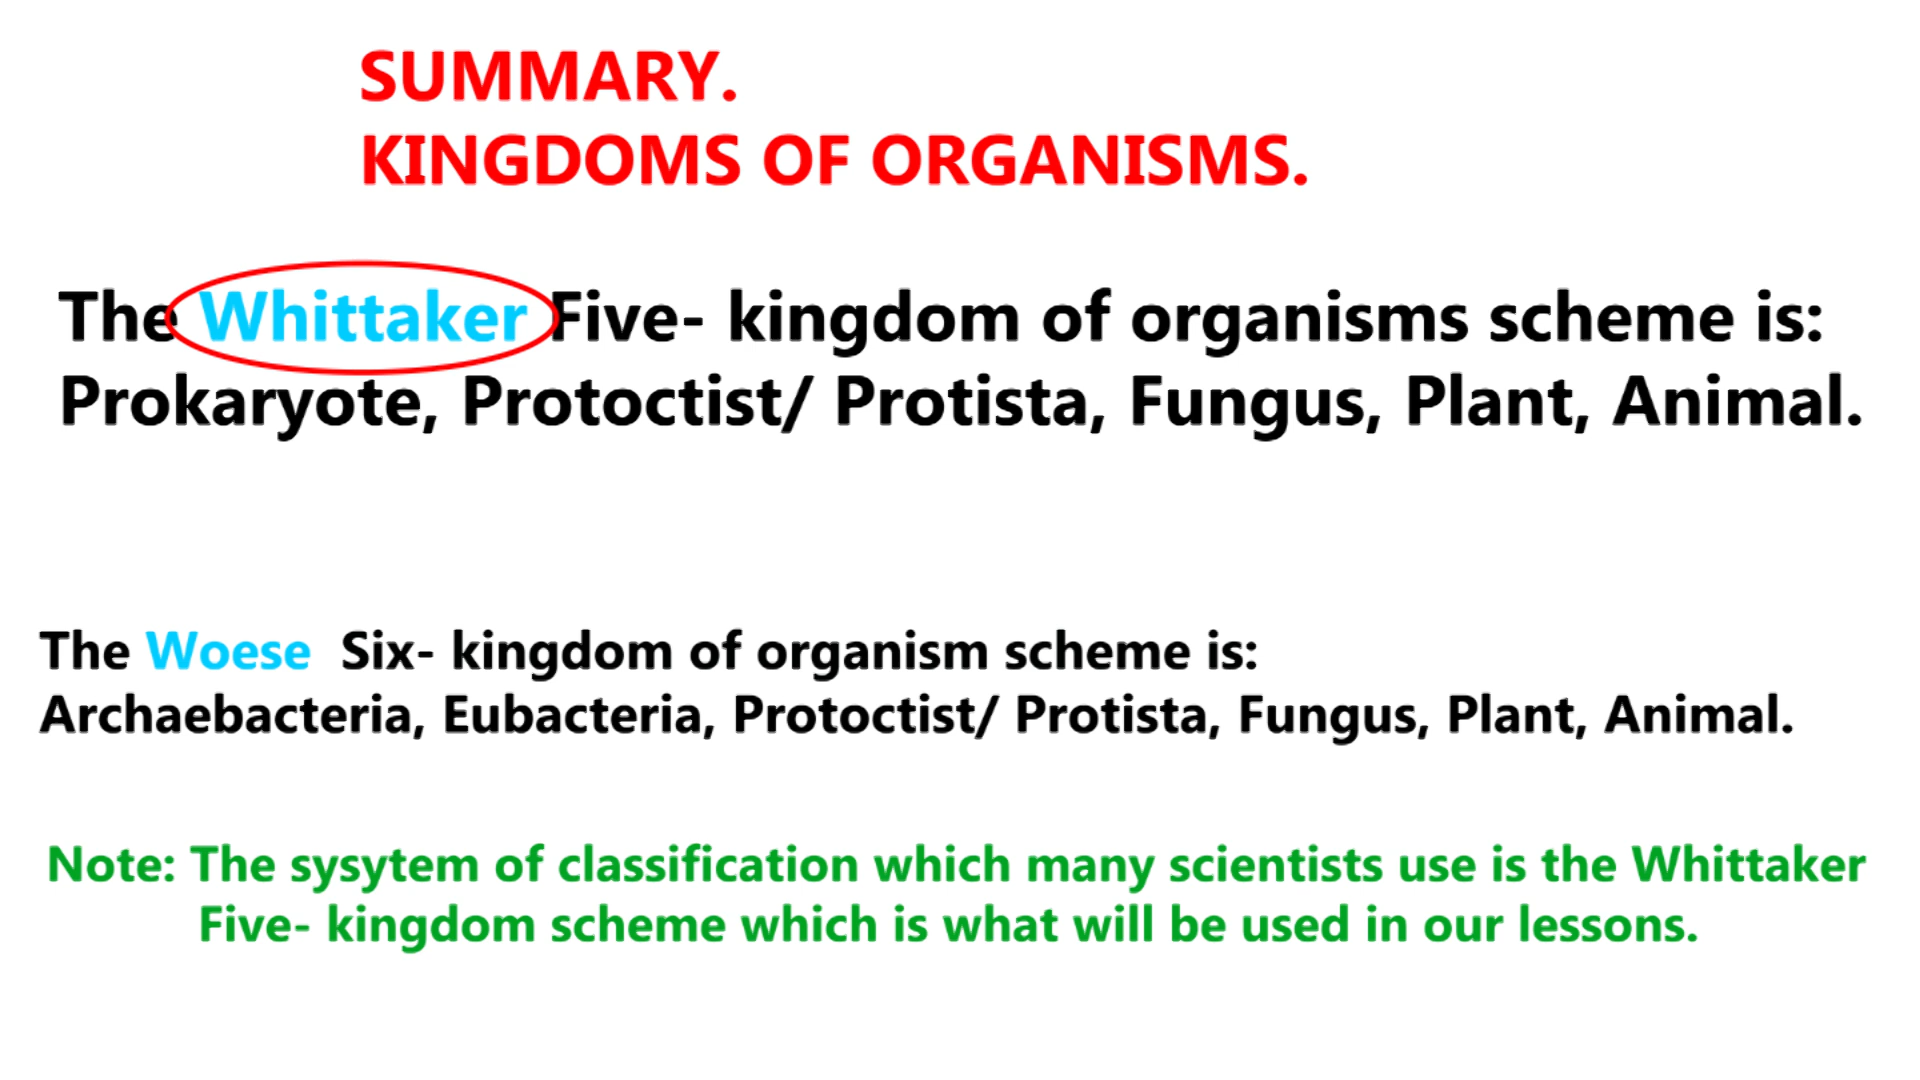 SUMMARY.
KINGDOMS OF ORGANISMS.
The Whittaker Five- kingdom of organisms scheme is:
Prokaryote, Protoctist/ Protista, Fungus, Plant, Animal.
The Woese Six- kingdom of organism scheme is:
Archaebacteria, Eubacteria, Protoctist/ Protista, Fungus, Plant, Animal.
Note: The sysytem of classification which many scientists use is the Whittaker
Five- kingdom scheme which is what will be used in our lessons.